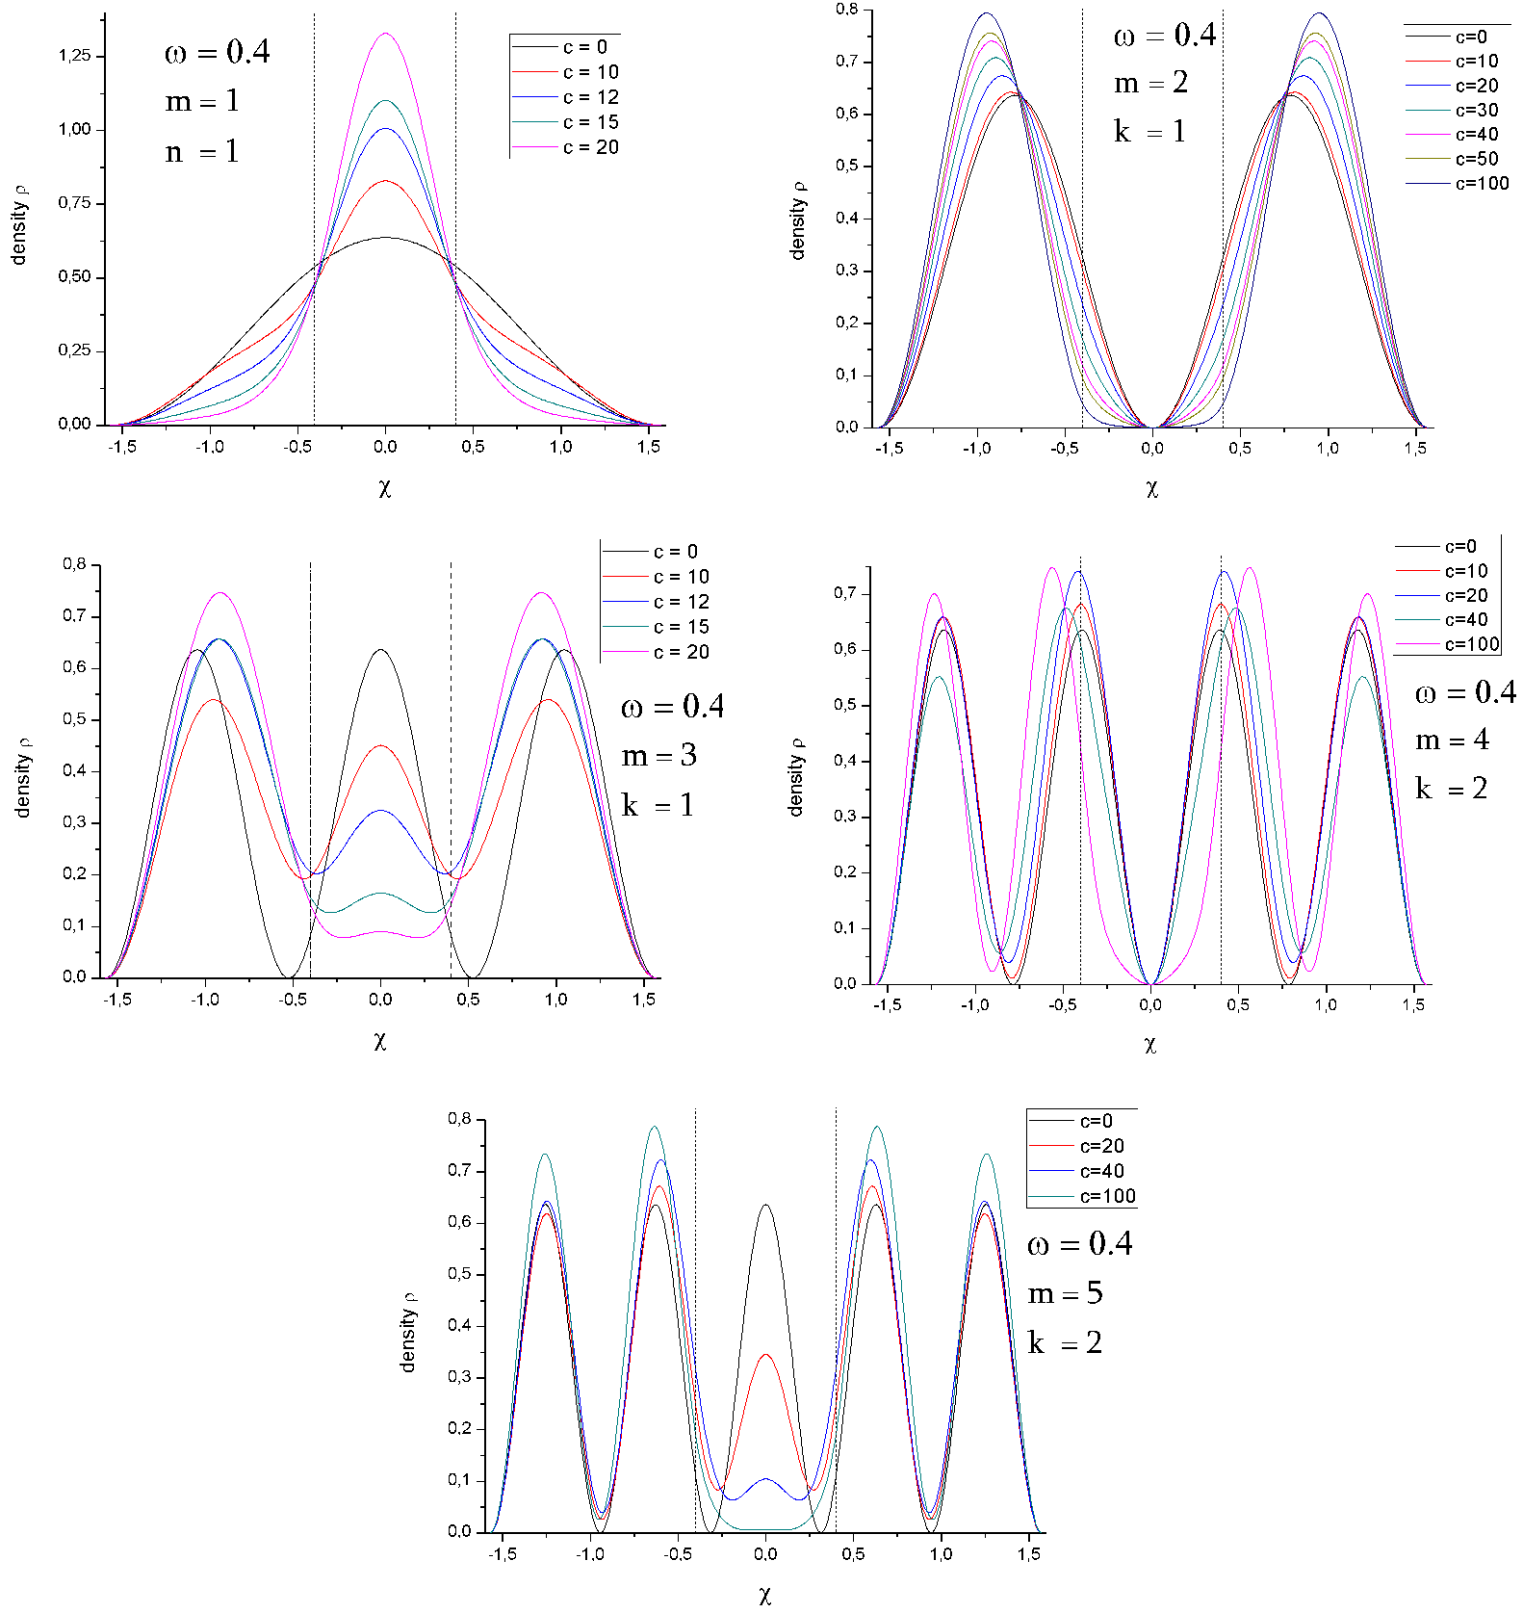 ω = 0.4
m = 1
n = 1
c = 0
c = 10
c = 12
c = 15
c = 20
1,25
1,00
0,75
0,50
0,25
0,00
density ρ
-1,5 -1,0 -0,5 0,0 0,5 1,0 1,5
χ
ω = 0.4
m = 2
k = 1
c=0
c=10
c=20
c=30
c=40
c=50
c=100
0,8
0,7
0,6
0,5
0,4
0,3
0,2
0,1
0,0
density ρ
-1,5 -1,0 -0,5 0,0 0,5 1,0 1,5
χ
c = 0
c = 10
c = 12
c = 15
c = 20
ω = 0.4
m = 3
k = 1
0,8
0,7
0,6
0,5
0,4
0,3
0,2
0,1
0,0
density ρ
-1,5 -1,0 -0,5 0,0 0,5 1,0 1,5
χ
c=0
c=10
c=20
c=40
c=100
ω = 0.4
m = 4
k = 2
0,7
0,6
0,5
0,4
0,3
0,2
0,1
0,0
density ρ
-1,5 -1,0 -0,5 0,0 0,5 1,0 1,5
χ
c=0
c=20
c=40
c=100
ω = 0.4
m = 5
k = 2
0,8
0,7
0,6
0,5
0,4
0,3
0,2
0,1
0,0
density ρ
-1,5 -1,0 -0,5 0,0 0,5 1,0 1,5
χ